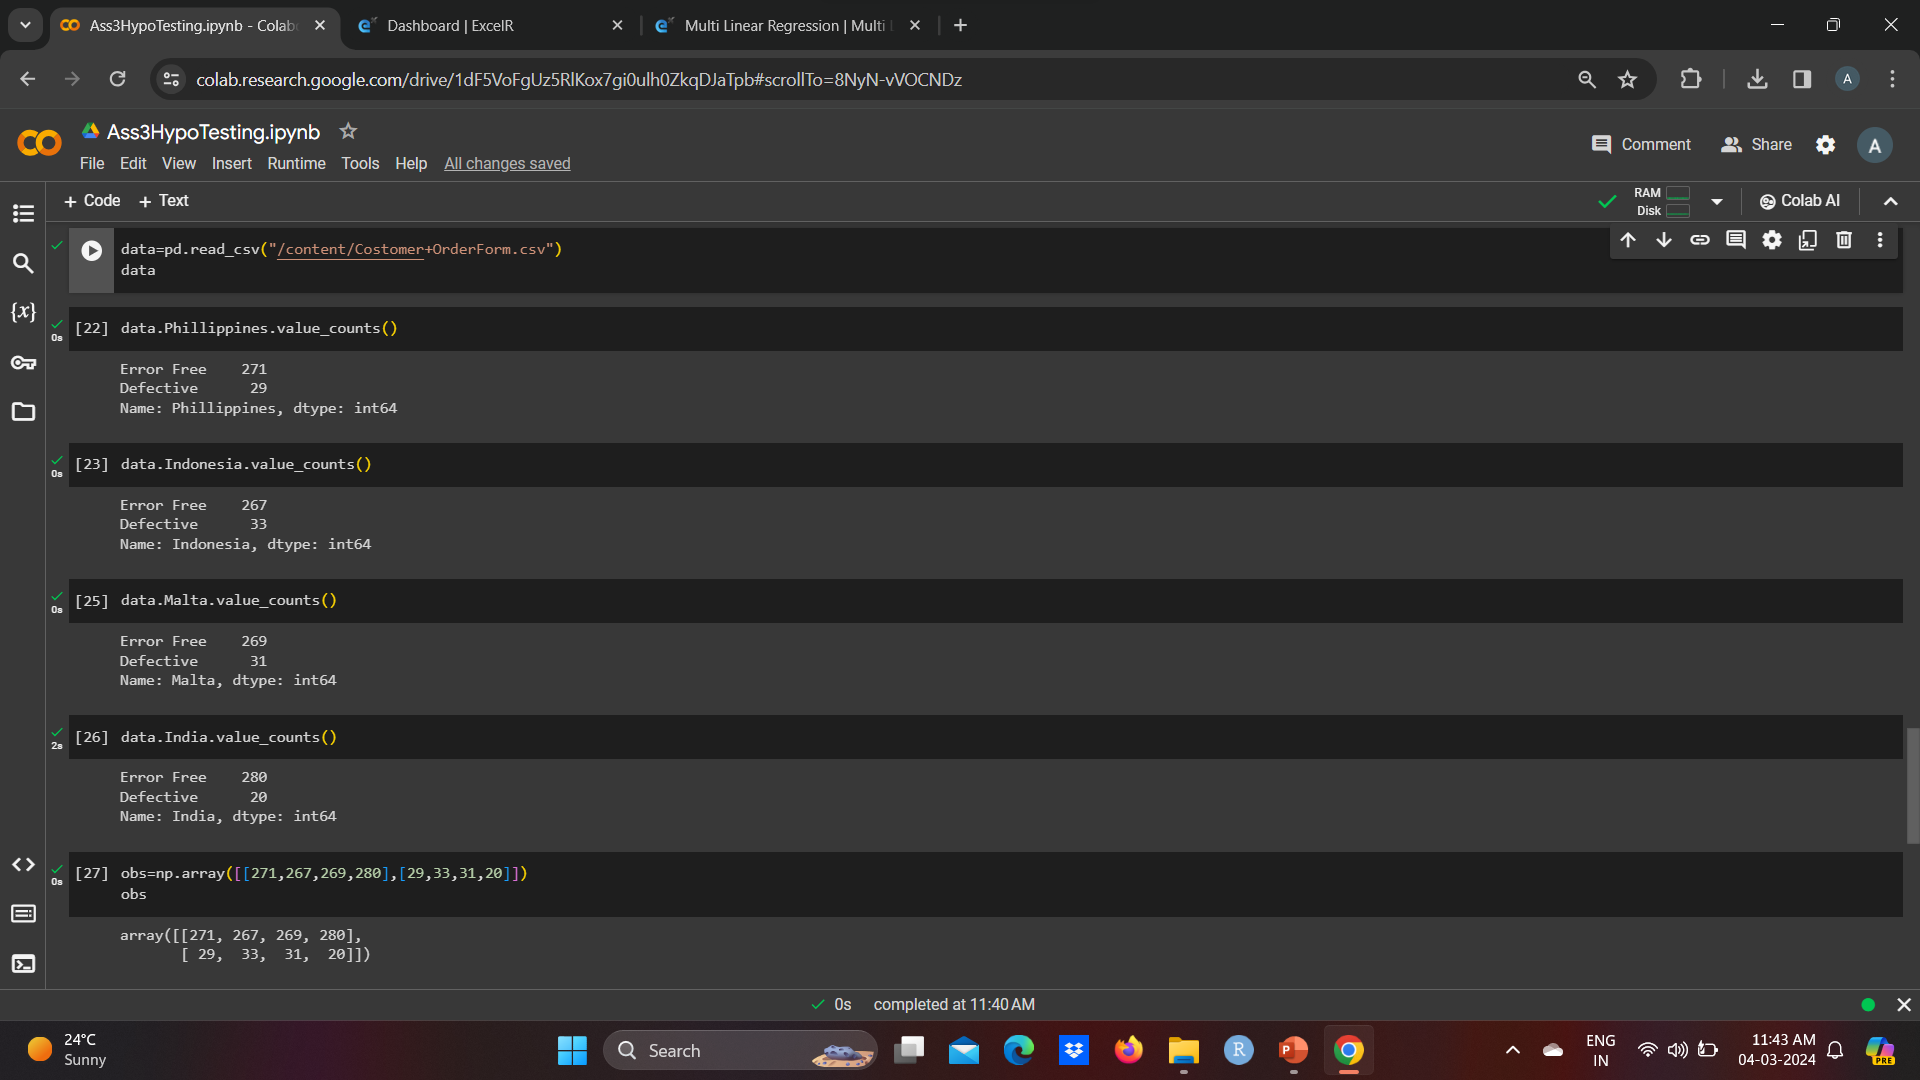 Ass3HypoTesting.ipynb - Colab
Dashboard | ExcelR
Multi Linear Regression | Multi
colab.research.google.com/drive/1dF5VoFgUz5RlKox7gi0ulh0ZkqDJaTpb#scrollTo=8NyN-vVOCNDz
A
Ass3HypoTesting.ipynb
Comment
Share
A
File Edit View Insert Runtime Tools Help All changes saved
+ Code + Text
RAM
Disk
Colab AI
data=pd.read_csv("/content/Costomer+OrderForm.csv")
data
{x}
0s
[22] data.Phillippines.value_counts()
Error Free    271
Defective      29
Name: Phillippines, dtype: int64
0s
[23] data.Indonesia.value_counts()
Error Free    267
Defective      33
Name: Indonesia, dtype: int64
0s
[25] data.Malta.value_counts()
Error Free    269
Defective      31
Name: Malta, dtype: int64
2s
[26] data.India.value_counts()
Error Free    280
Defective      20
Name: India, dtype: int64
0s
[27] obs=np.array([[271,267,269,280],[29,33,31,20]])
obs
array([[271, 267, 269, 280],
       [ 29,  33,  31,  20]])
0s completed at 11:40 AM
24°C
Sunny
Search
R
P
ENG
IN
11:43 AM
04-03-2024
PRE